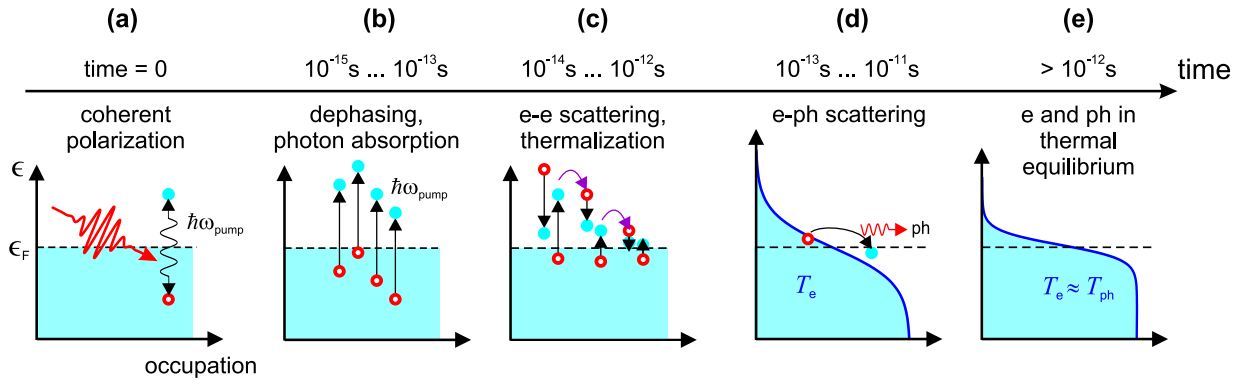 (a) (b) (c) (d) (e)
time = 0 10⁻¹⁵s ... 10⁻¹³s 10⁻¹⁴s ... 10⁻¹²s 10⁻¹³s ... 10⁻¹¹s > 10⁻¹²s time
coherent
polarization
dephasing,
photon absorption
e-e scattering,
thermalization
e-ph scattering
e and ph in
thermal
equilibrium
ϵ
ħω_pump
ϵ_F
occupation
ħω_pump
ph
T_e
T_e ≈ T_ph